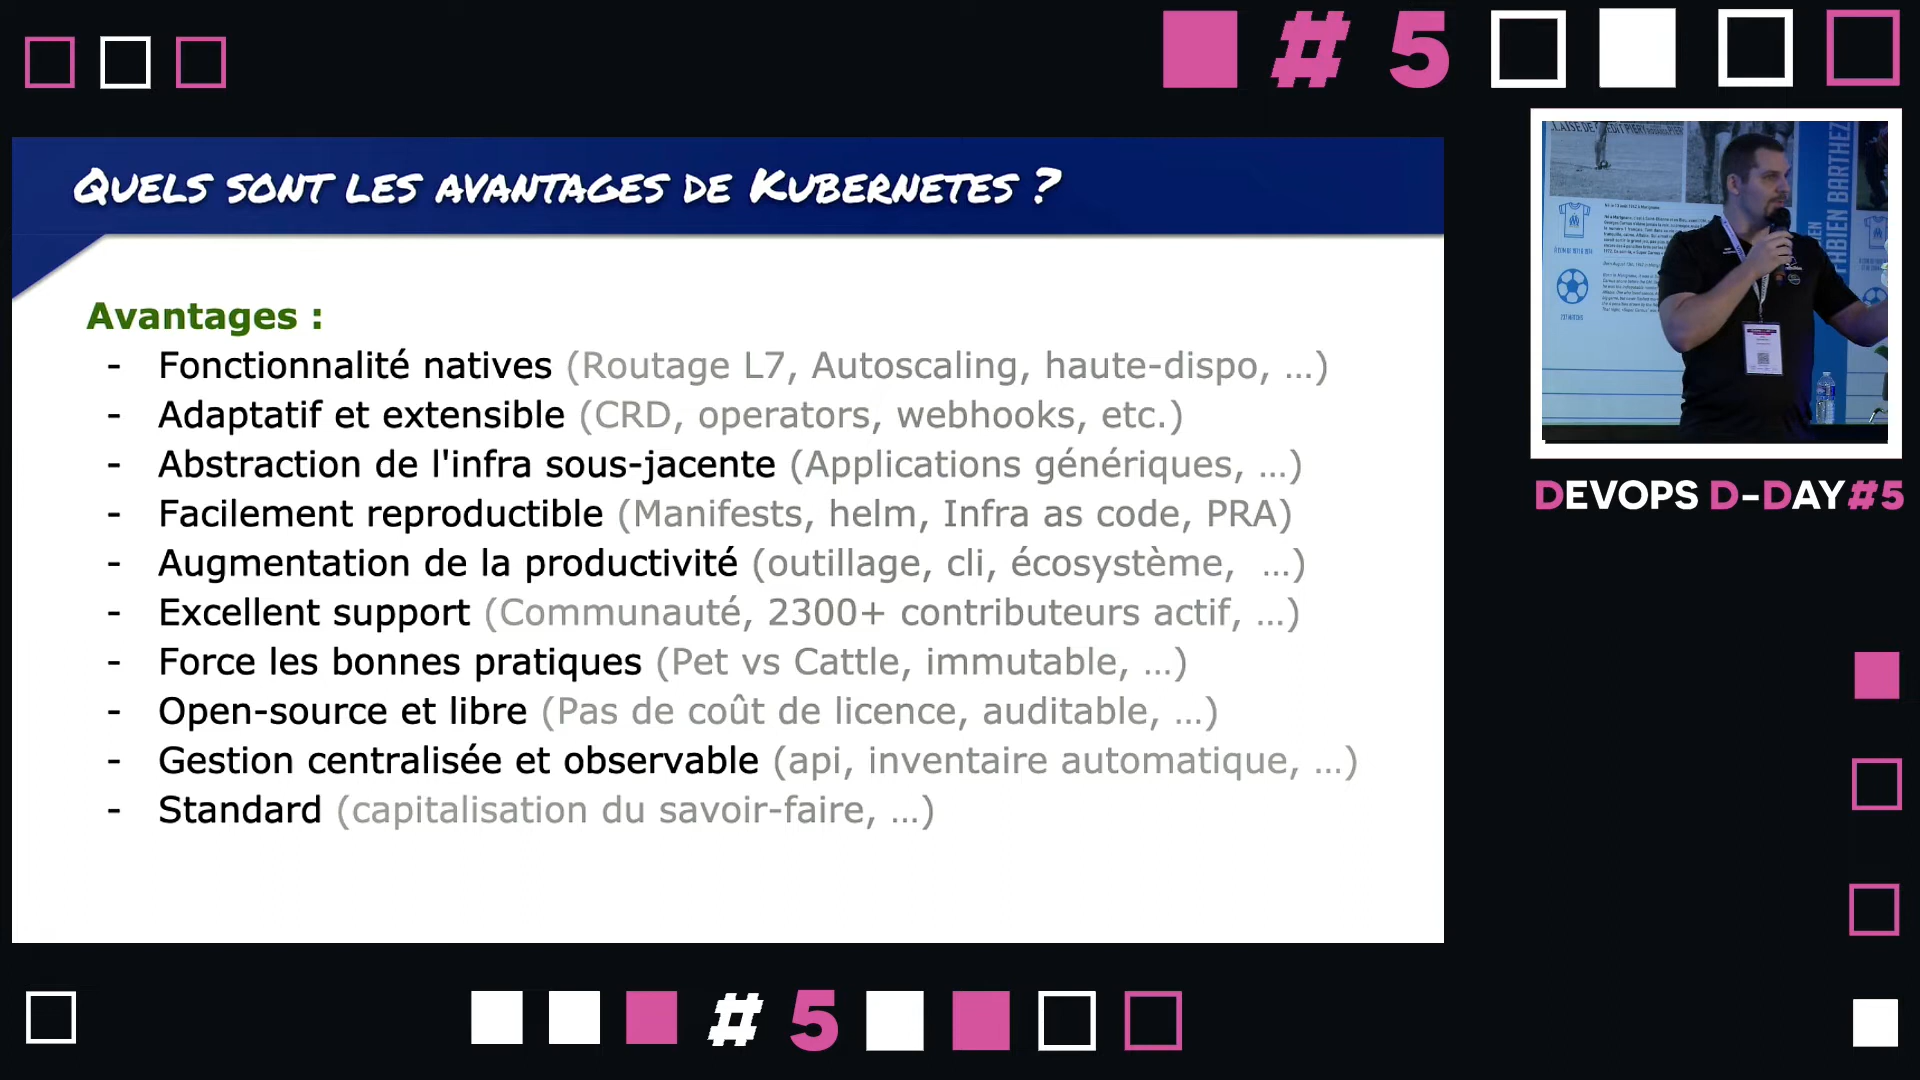 # 5
QUELS SONT LES AVANTAGES DE KUBERNETES ?
Avantages :
- Fonctionnalité natives (Routage L7, Autoscaling, haute-dispo, ...)
- Adaptatif et extensible (CRD, operators, webhooks, etc.)
- Abstraction de l'infra sous-jacente (Applications génériques, ...)
- Facilement reproductible (Manifests, helm, Infra as code, PRA)
- Augmentation de la productivité (outillage, cli, écosystème,  ...)
- Excellent support (Communauté, 2300+ contributeurs actif, ...)
- Force les bonnes pratiques (Pet vs Cattle, immutable, ...)
- Open-source et libre (Pas de coût de licence, auditable, ...)
- Gestion centralisée et observable (api, inventaire automatique, ...)
- Standard (capitalisation du savoir-faire, ...)
FABIEN BARTHEZ
DEVOPS D-DAY#5
# 5